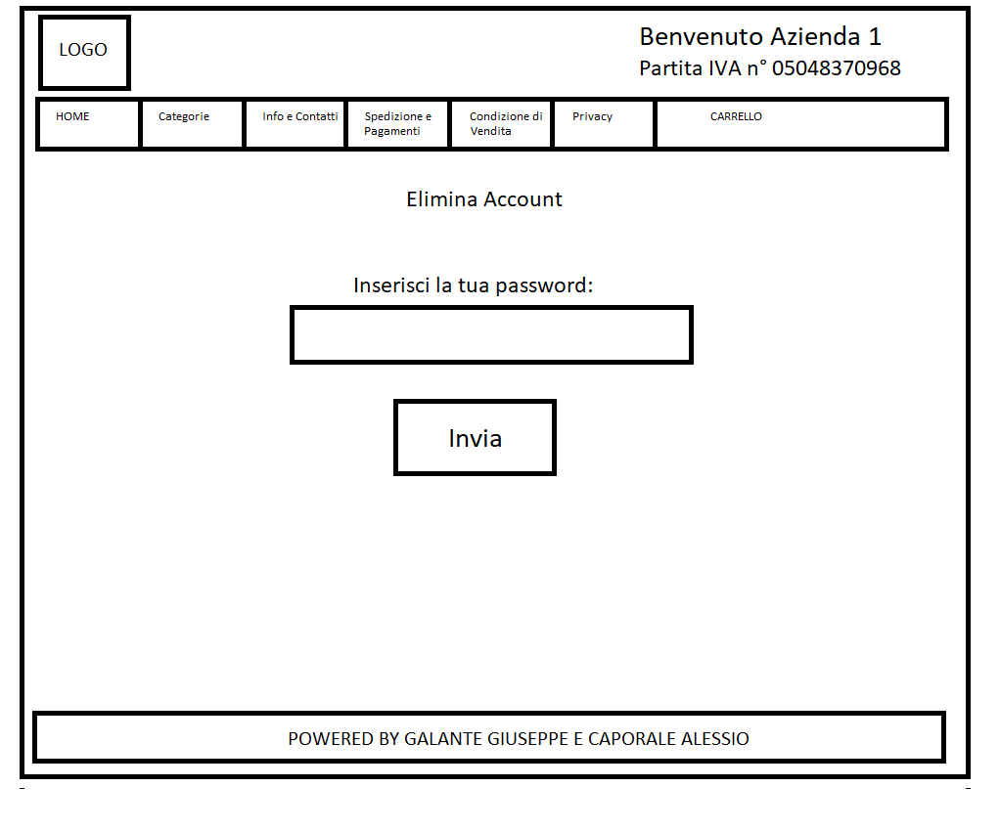 LOGO
Benvenuto Azienda 1
Partita IVA n° 05048370968
HOME
Categorie
Info e Contatti
Spedizione e
Pagamenti
Condizione di
Vendita
Privacy
CARRELLO
Elimina Account
Inserisci la tua password:
Invia
POWERED BY GALANTE GIUSEPPE E CAPORALE ALESSIO